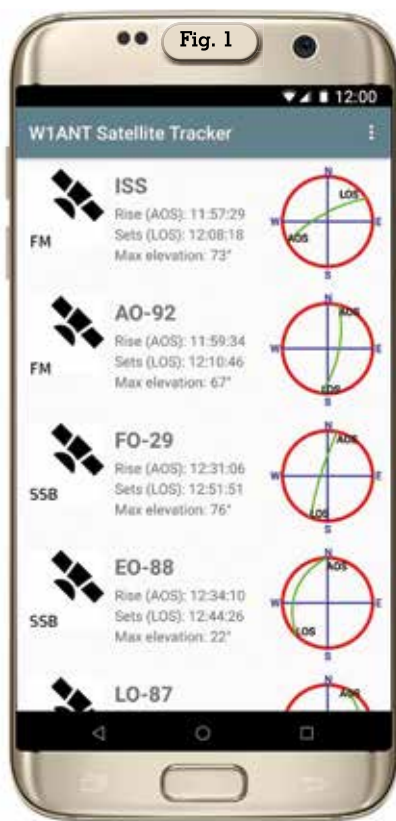 Fig. 1
12:00
W1ANT Satellite Tracker
ISS
Rise (AOS): 11:57:29
Sets (LOS): 12:08:18
Max elevation: 73°
FM
N
LOS
W
E
AOS
S
AO-92
Rise (AOS): 11:59:34
Sets (LOS): 12:10:46
Max elevation: 67°
FM
N
AOS
W
E
LOS
S
FO-29
Rise (AOS): 12:31:06
Sets (LOS): 12:51:51
Max elevation: 76°
SSB
N
AOS
W
E
LOS
S
EO-88
Rise (AOS): 12:34:10
Sets (LOS): 12:44:26
Max elevation: 22°
SSB
N
AOS
W
E
LOS
S
LO-87
N
AOS